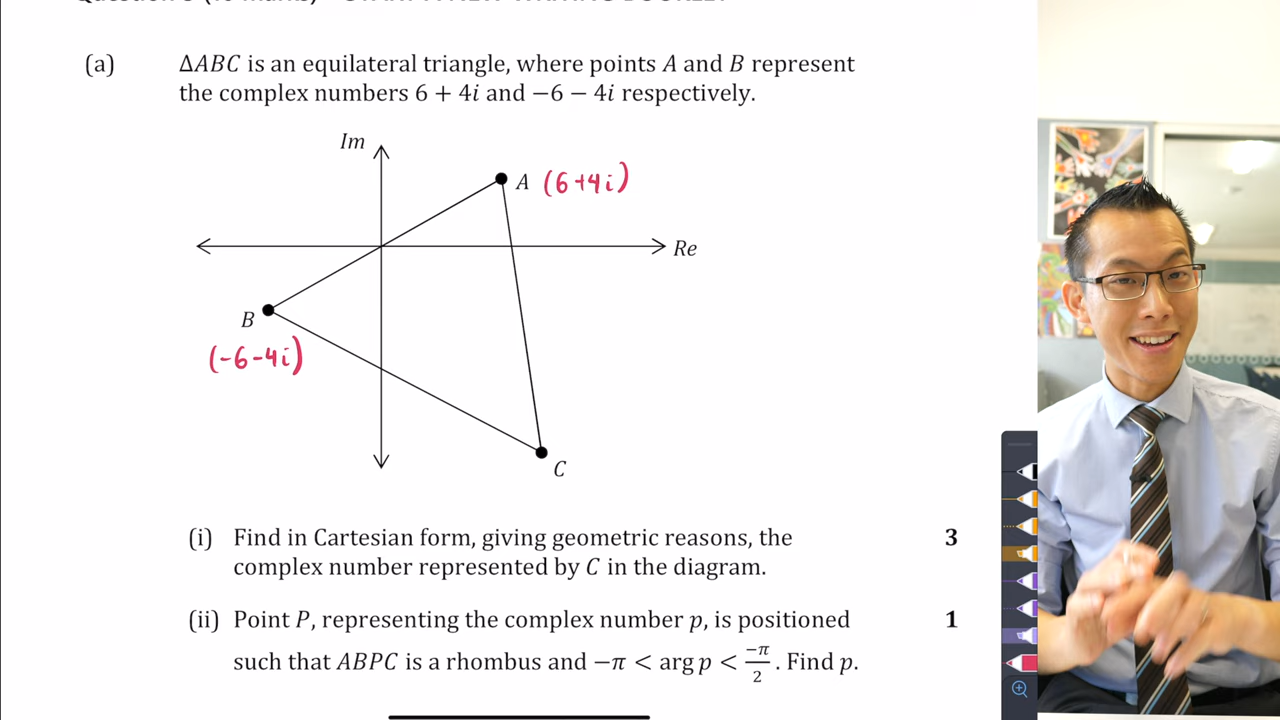 (a) ΔABC is an equilateral triangle, where points A and B represent
the complex numbers 6 + 4i and −6 − 4i respectively.
Im
A (6+4i)
Re
B
(-6-4i)
C
(i) Find in Cartesian form, giving geometric reasons, the 3
complex number represented by C in the diagram.
(ii) Point P, representing the complex number p, is positioned 1
such that ABPC is a rhombus and −π < arg p < −π/2 . Find p.